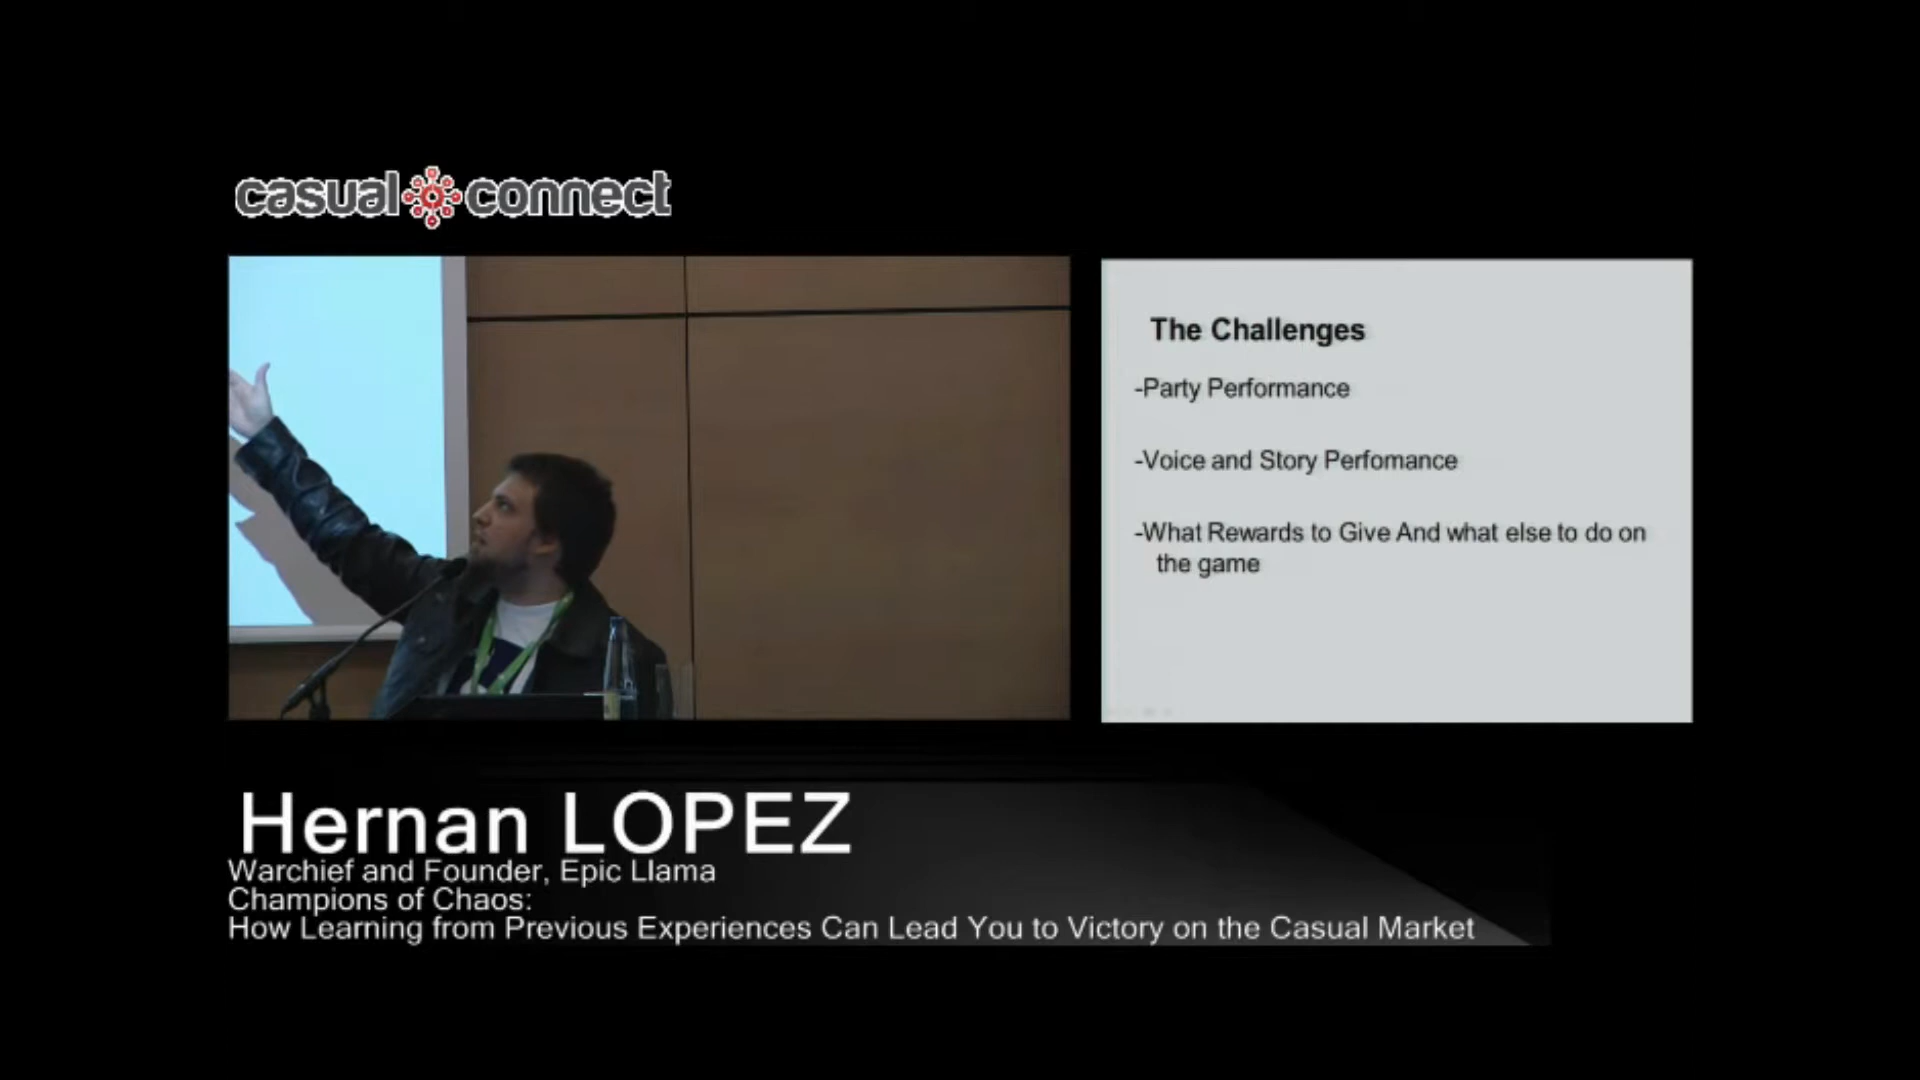 casual connect
The Challenges
-Party Performance
-Voice and Story Perfomance
-What Rewards to Give And what else to do on
the game
Hernan LOPEZ
Warchief and Founder, Epic Llama
Champions of Chaos:
How Learning from Previous Experiences Can Lead You to Victory on the Casual Market